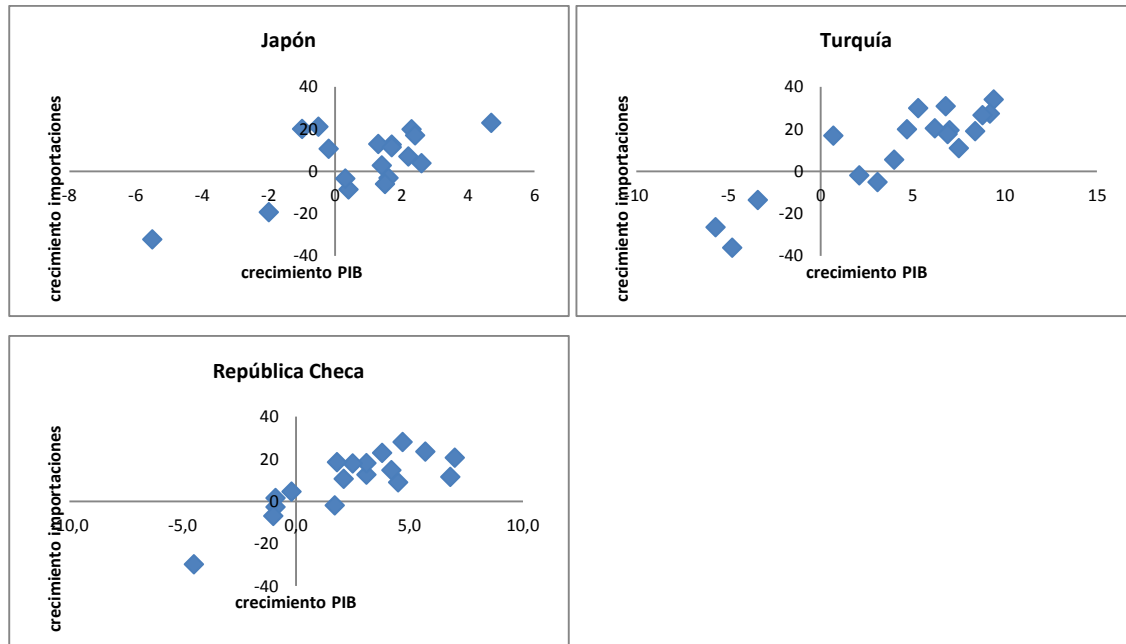 Japón
crecimiento importaciones
40
20
0
-6 -4 -2 0 2 4 6
-20
-40
crecimiento PIB
Turquía
crecimiento importaciones
40
20
0
-10 -5 0 5 10 15
-20
-40
crecimiento PIB
República Checa
crecimiento importaciones
40
20
0
-10,0 -5,0 0,0 5,0 10,0
-20
-40
crecimiento PIB